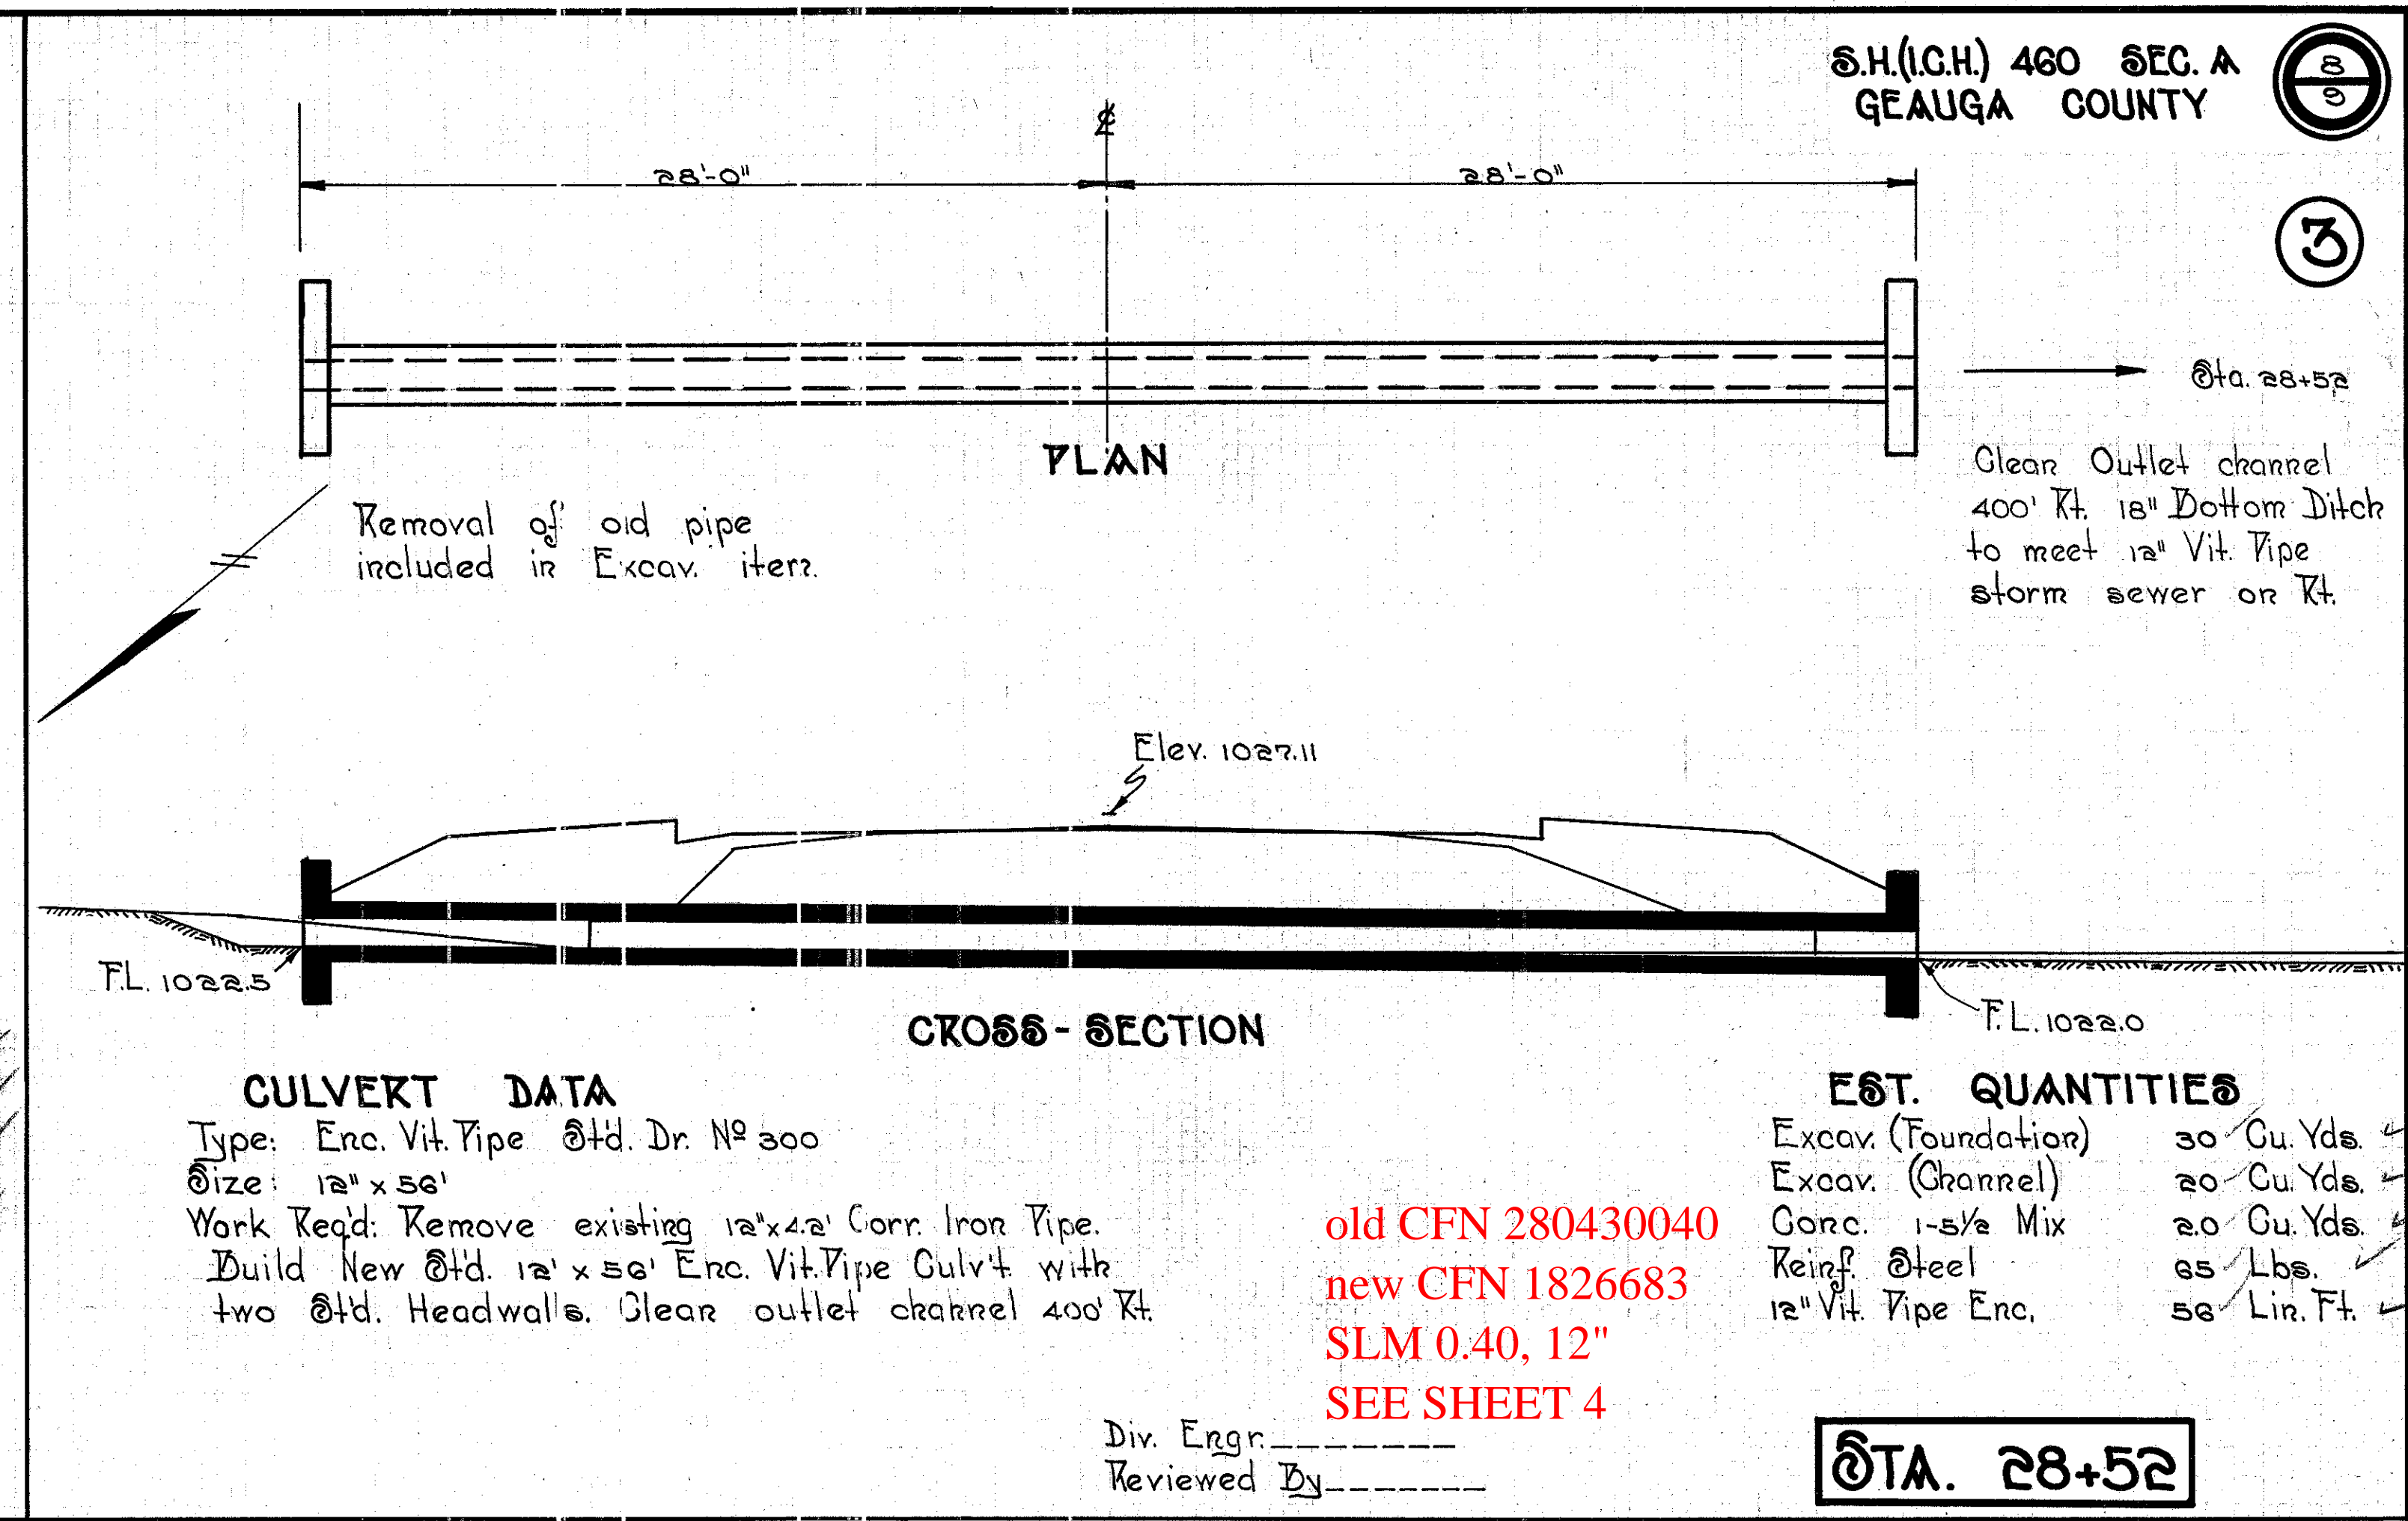 S.H.(I.C.H.) 460 SEC. A
GEAUGA COUNTY
8
9
3
℄
28'-0"
28'-0"
Sta. 28+52
PLAN
Clean Outlet channel
400' Rt. 18" Bottom Ditch
to meet 12" Vit. Pipe
storm sewer on Rt.
Removal of old pipe
included in Excav. item.
Elev. 1027.11
F.L. 1022.5
F.L. 1022.0
CROSS-SECTION
CULVERT DATA
Type: Enc. Vit. Pipe Std. Dr. Nº 300
Size: 12" x 56'
Work Req'd: Remove existing 12"x42' Corr. Iron Pipe.
Build New Std. 12' x 56' Enc. Vit. Pipe Culv't. with
two Std. Headwalls. Clean outlet channel 400' Rt.
EST. QUANTITIES
Excav. (Foundation) 30 Cu. Yds.
Excav. (Channel) 20 Cu. Yds.
Conc. 1-5½ Mix 2.0 Cu. Yds.
Reinf. Steel 65 Lbs.
12" Vit. Pipe Enc. 56 Lin. Ft.
old CFN 280430040
new CFN 1826683
SLM 0.40, 12"
SEE SHEET 4
Div. Engr.
Reviewed By
STA. 28+52